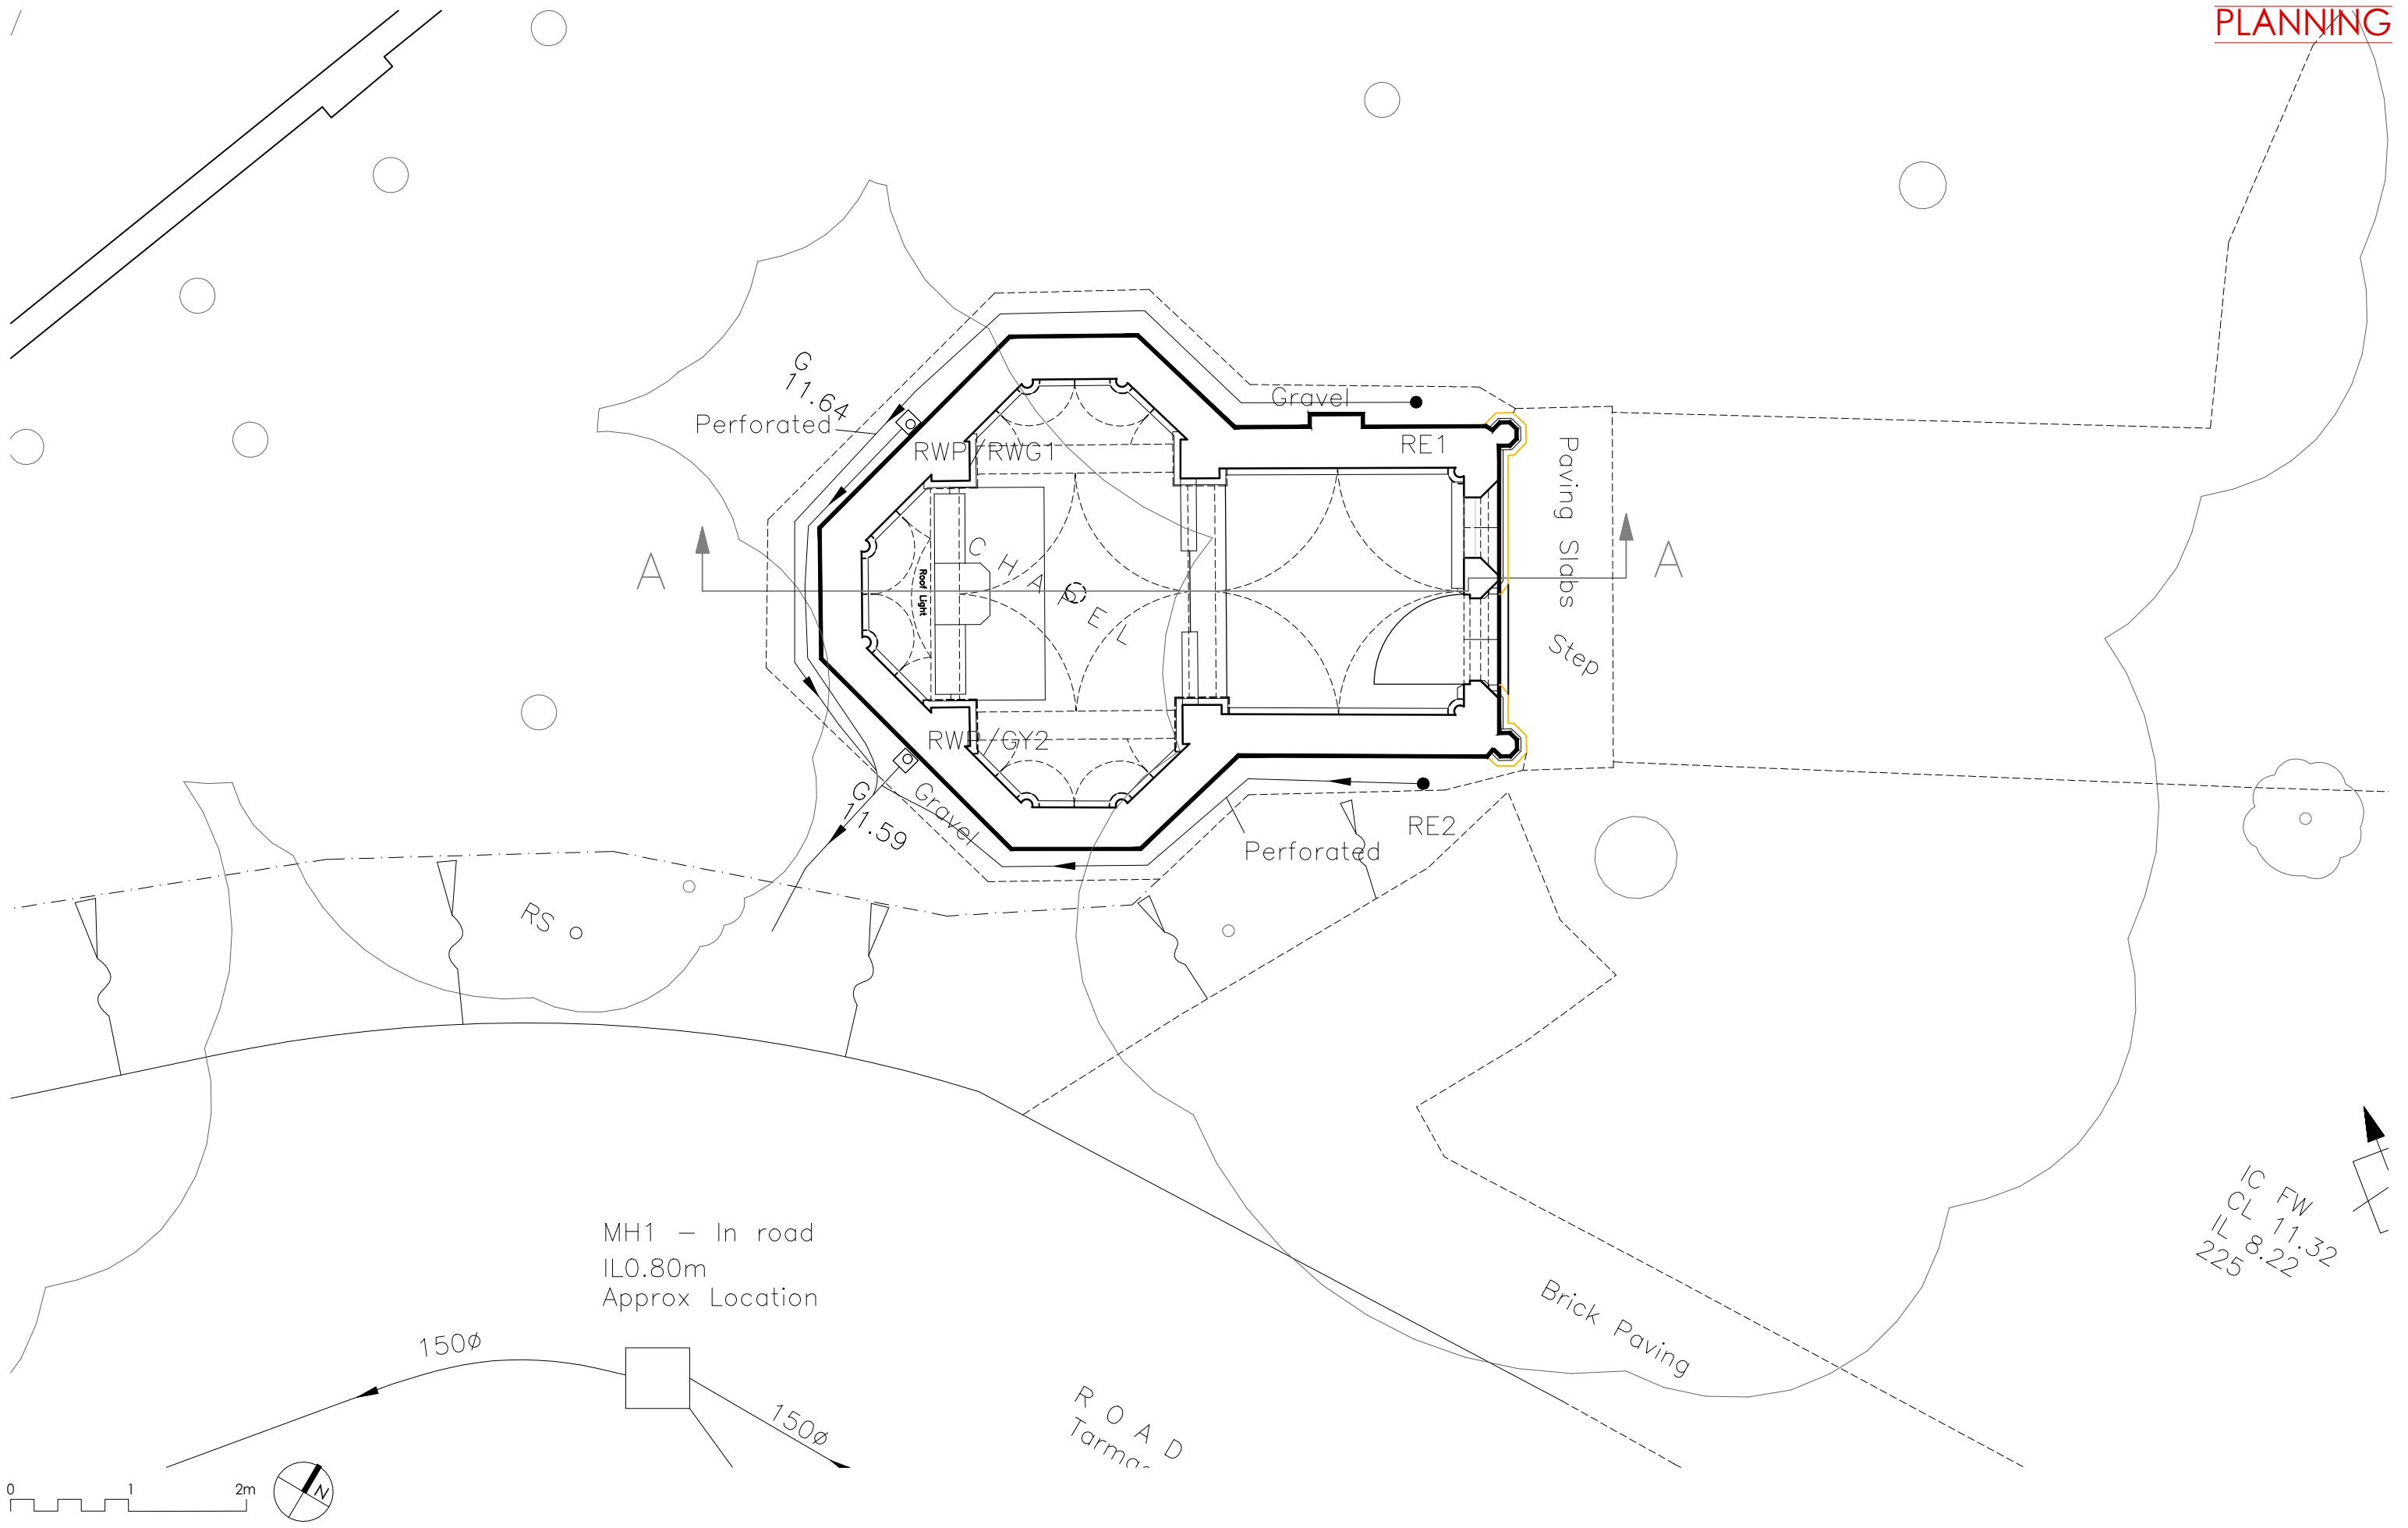 PLANNING
G
11.64
Perforated
Gravel
RWP/RWG1
RE1
Paving Slabs
CHAPEL
Roof Light
A
A
Step
RWP/GY2
G
11.59
Gravel
RE2
Perforated
RS
MH1 - In road
IL0.80m
Approx Location
150ø
150ø
ROAD
IC FW
CL 11.32
IL 8.22
225
Brick Paving
0 1 2m
N